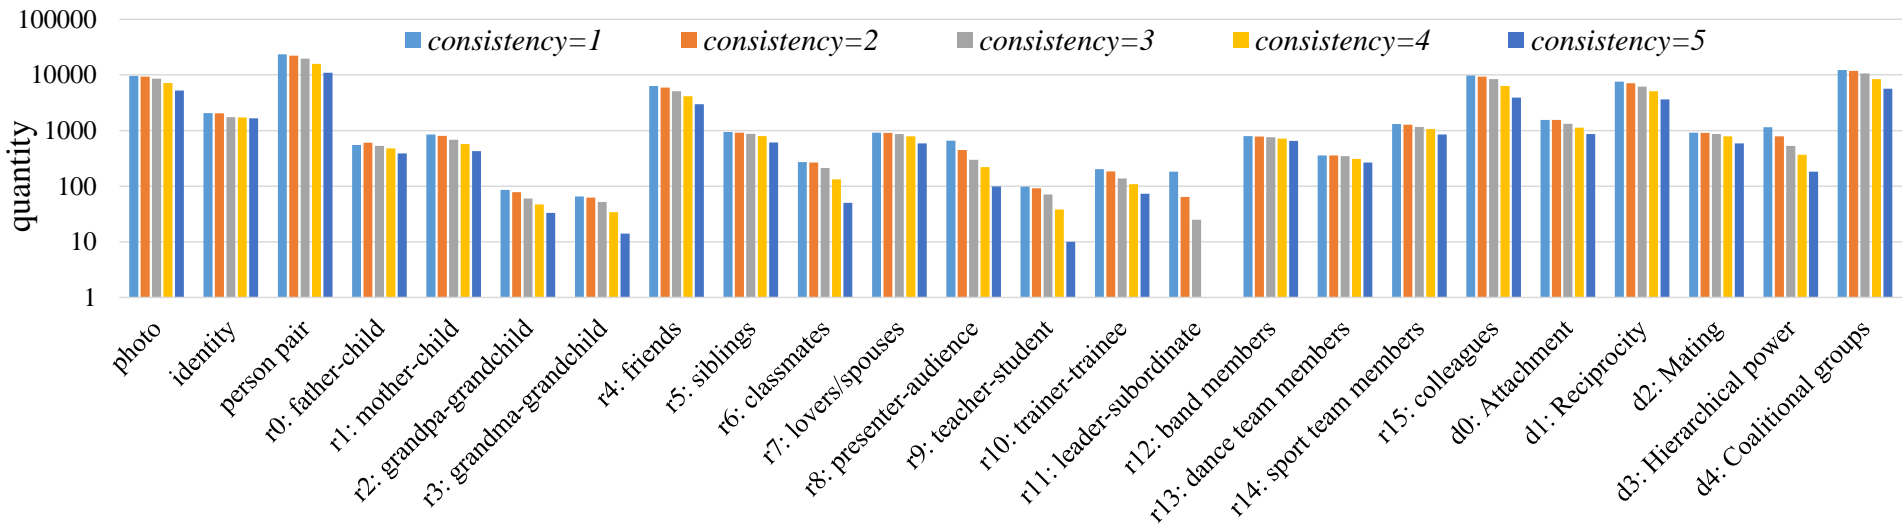 consistency=1 consistency=2 consistency=3 consistency=4 consistency=5
quantity
100000
10000
1000
100
10
1
photo
identity
person pair
r0: father-child
r1: mother-child
r2: grandpa-grandchild
r3: grandma-grandchild
r4: friends
r5: siblings
r6: classmates
r7: lovers/spouses
r8: presenter-audience
r9: teacher-student
r10: trainer-trainee
r11: leader-subordinate
r12: band members
r13: dance team members
r14: sport team members
r15: colleagues
d0: Attachment
d1: Reciprocity
d2: Mating
d3: Hierarchical power
d4: Coalitional groups